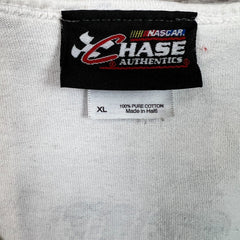 NASCAR
CHASE
AUTHENTICS
XL
100% PURE COTTON
Made in Haiti